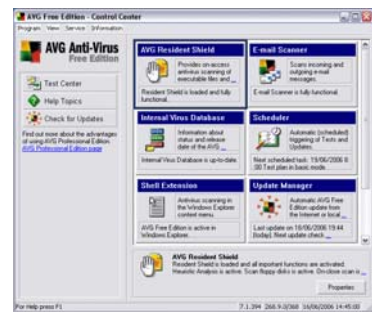 AVG Free Edition - Control Center
Program View Service Information
AVG Anti-Virus
Free Edition
Test Center
Help Topics
Check for Updates
Find out more about the advantages
of using AVG Professional Edition.
AVG Professional Edition page
AVG Resident Shield
Provides on-access
antivirus scanning of
executable files and ...
Resident Shield is loaded and fully
functional.
E-mail Scanner
Scans incoming and
outgoing e-mail
messages.
E-mail Scanner is fully functional.
Internal Virus Database
Information about
status and release
date of the AVG ...
Internal Virus Database is up-to-date.
Scheduler
Automatic (scheduled)
triggering of Tests and
Updates.
Next scheduled task: 19/06/2006 8
:00 Test plan in basic mode.
Shell Extension
Antivirus scanning in
the Windows Explorer
context menu.
AVG Free Edition is active in
Windows Explorer.
Update Manager
Automatic AVG Free
Edition update from
the Internet or local ...
Last update on 16/06/2006 19:44
(today). Next update check ...
AVG Resident Shield
Resident Shield is loaded and all important functions are activated.
Heuristic Analysis is active. Scan floppy disks is active. On-close scan is ...
Properties
For Help press F1
7.1.394 268.9.0/368 16/06/2006 14:45:00